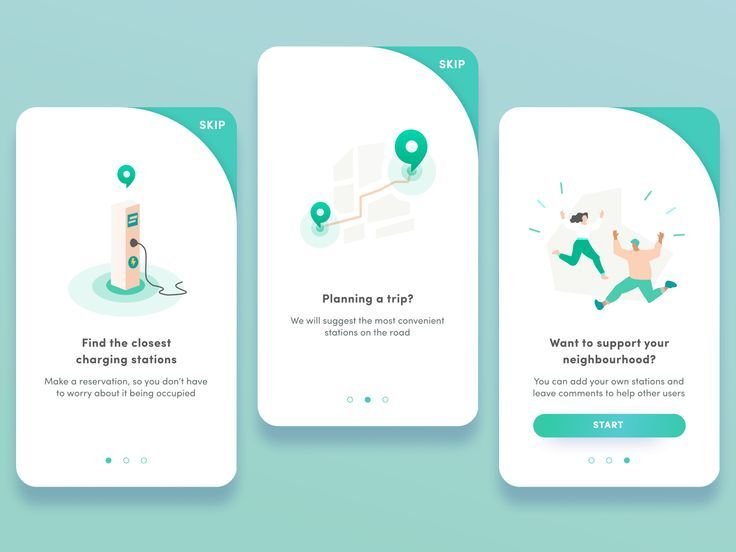 SKIP
Find the closest
charging stations
Make a reservation, so you don't have
to worry about it being occupied
SKIP
Planning a trip?
We will suggest the most convenient
stations on the road
Want to support your
neighbourhood?
You can add your own stations and
leave comments to help other users
START